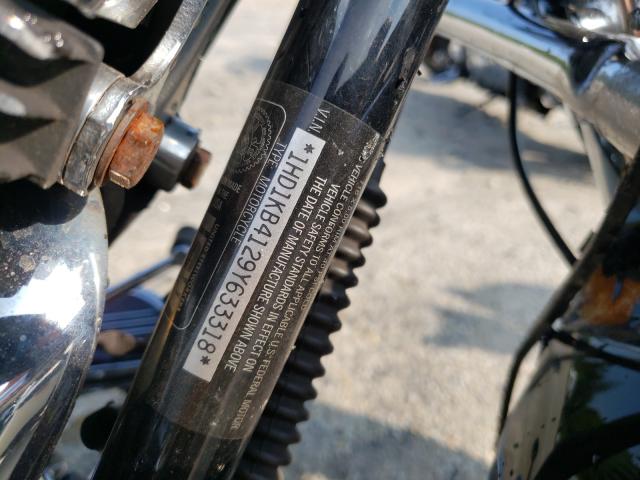 V.I.N.
*1HD1KB4129Y633318*
TYPE MOTORCYCLE
VEHICLE CONFORMS TO ALL APPLICABLE U.S. FEDERAL MOTOR
VEHICLE SAFETY STANDARDS IN EFFECT ON
THE DATE OF MANUFACTURE SHOWN ABOVE